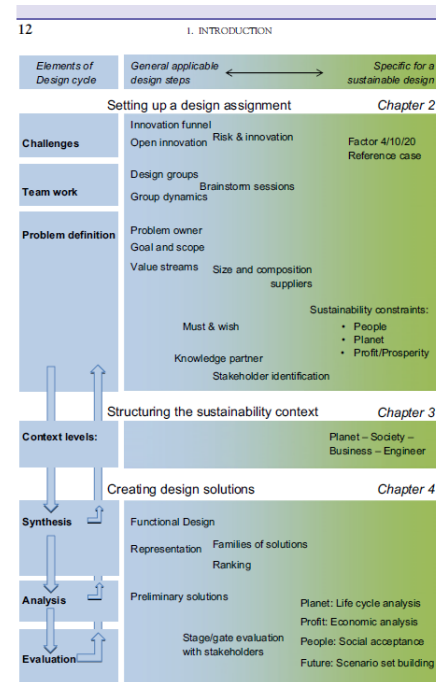 12
1. INTRODUCTION
Elements of
Design cycle
General applicable
design steps
Specific for a
sustainable design
Setting up a design assignment
Chapter 2
Challenges
Innovation funnel
Open innovation
Risk & innovation
Factor 4/10/20
Reference case
Team work
Design groups
Brainstorm sessions
Group dynamics
Problem definition
Problem owner
Goal and scope
Value streams
Size and composition
suppliers
Sustainability constraints:
• People
• Planet
• Profit/Prosperity
Must & wish
Knowledge partner
Stakeholder identification
Structuring the sustainability context
Chapter 3
Context levels:
Planet – Society –
Business – Engineer
Creating design solutions
Chapter 4
Synthesis
Functional Design
Representation
Families of solutions
Ranking
Analysis
Preliminary solutions
Planet: Life cycle analysis
Profit: Economic analysis
People: Social acceptance
Future: Scenario set building
Stage/gate evaluation
with stakeholders
Evaluation